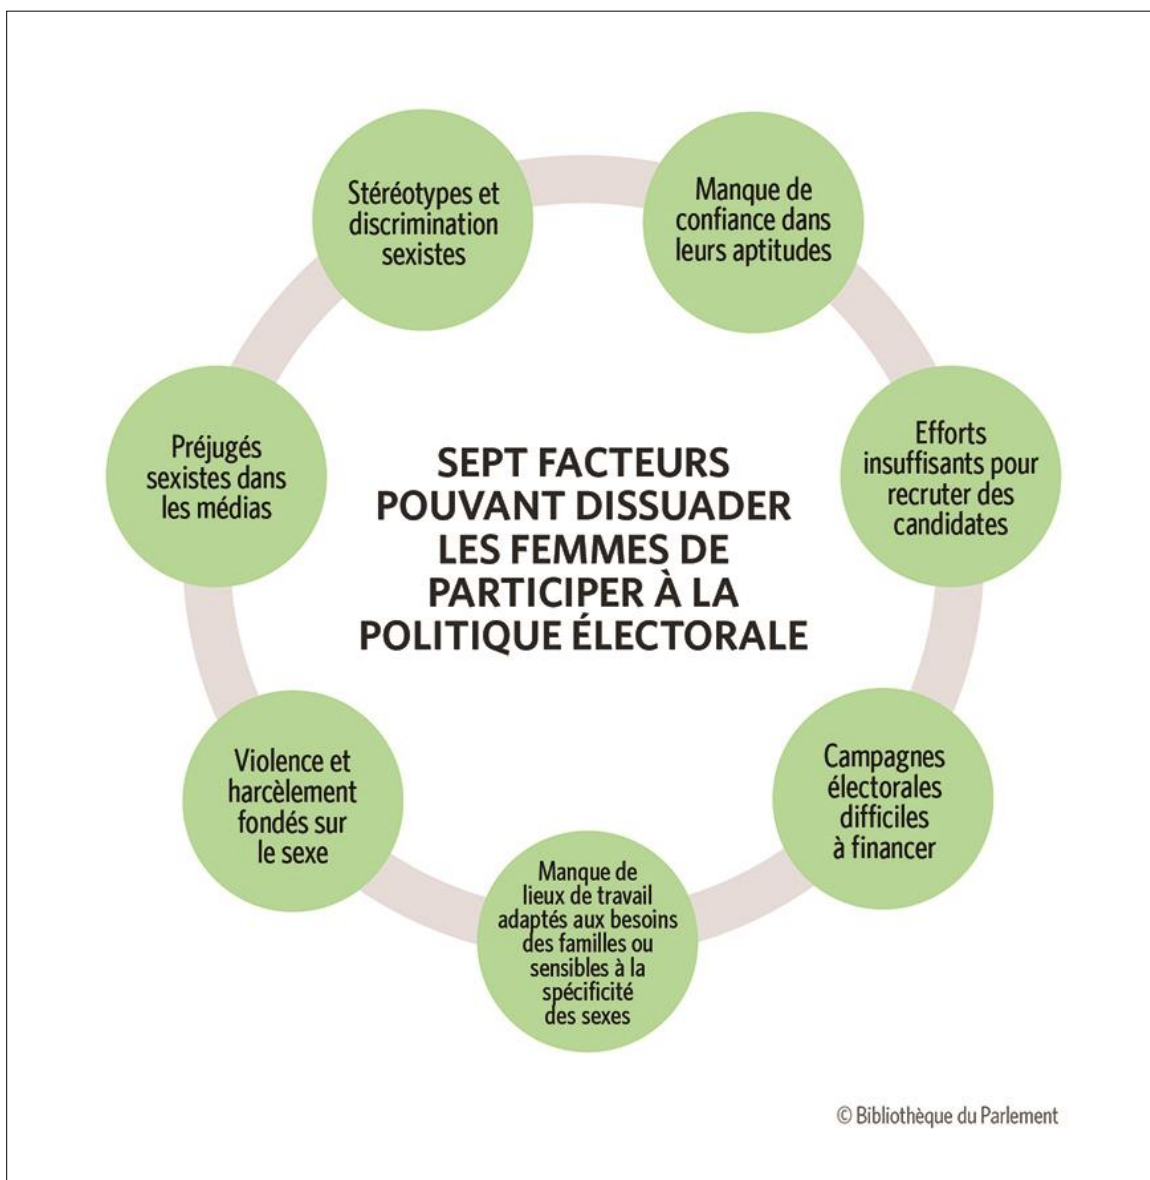 Stéréotypes et
discrimination
sexistes
Manque de
confiance dans
leurs aptitudes
Préjugés
sexistes dans
les médias
SEPT FACTEURS
POUVANT DISSUADER
LES FEMMES DE
PARTICIPER À LA
POLITIQUE ÉLECTORALE
Efforts
insuffisants pour
recruter des
candidates
Violence et
harcèlement
fondés sur
le sexe
Campagnes
électorales
difficiles
à financer
Manque de
lieux de travail
adaptés aux besoins
des familles ou
sensibles à la
spécificité
des sexes
© Bibliothèque du Parlement